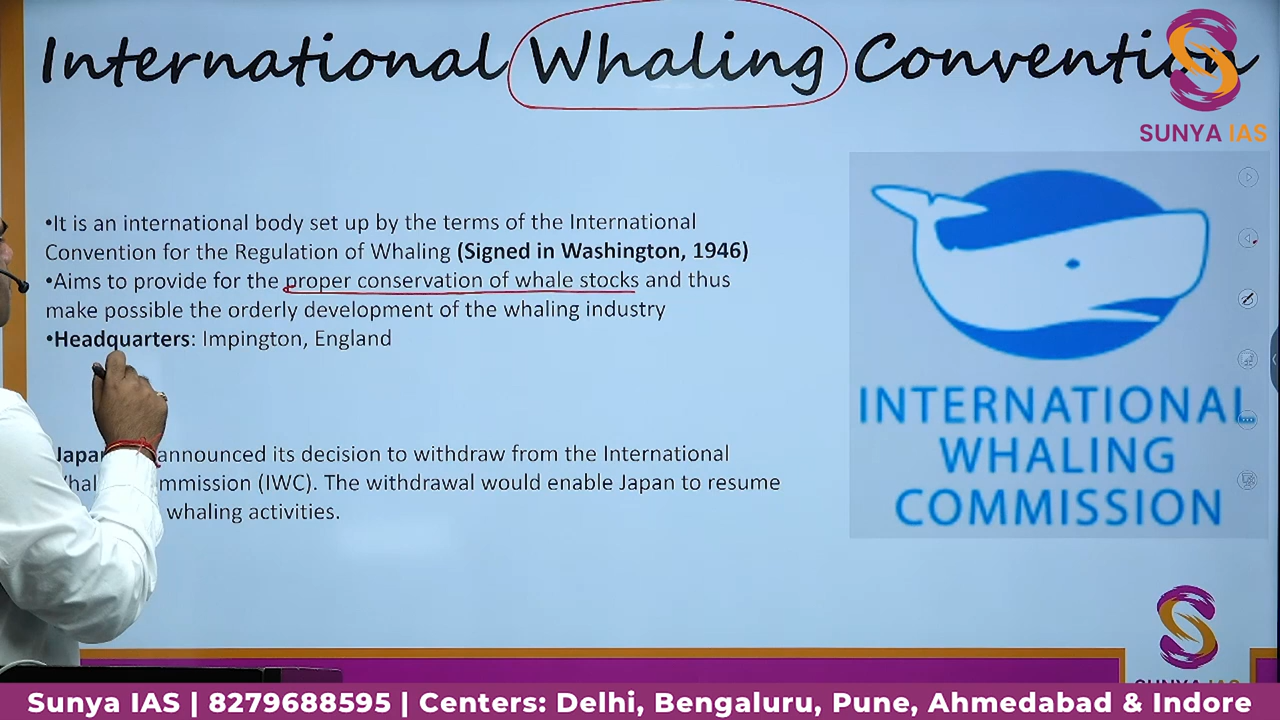 International Whaling Convention
SUNYA IAS
•It is an international body set up by the terms of the International
Convention for the Regulation of Whaling (Signed in Washington, 1946)
•Aims to provide for the proper conservation of whale stocks and thus
make possible the orderly development of the whaling industry
•Headquarters: Impington, England
announced its decision to withdraw from the International
(IWC). The withdrawal would enable Japan to resume
whaling activities.
INTERNATIONAL
WHALING
COMMISSION
Sunya IAS | 8279688595 | Centers: Delhi, Bengaluru, Pune, Ahmedabad & Indore